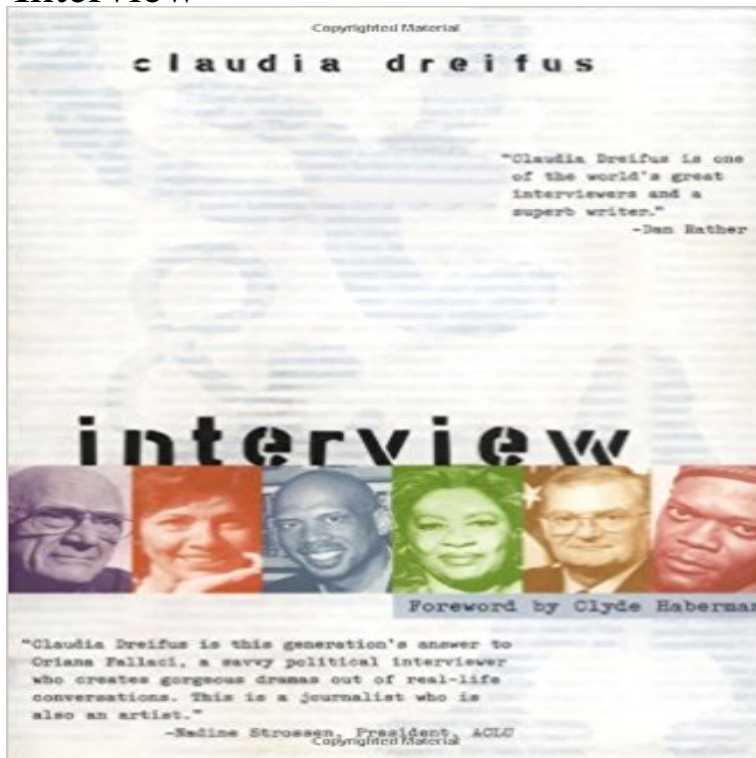 Interview
Copyrighted Material
claudia dreifus
"Claudia Dreifus is one
of the world's great
interviewers and a
superb writer."
-Dan Rather
interview
Foreword by Clyde Haberman
"Claudia Dreifus is this generation's answer to
Oriana Fallaci, a savvy political interviewer
who creates gorgeous dramas out of real-life
conversations. This is a journalist who is
also an artist."
-Nadine Strossen, President, ACLU
Copyrighted Material